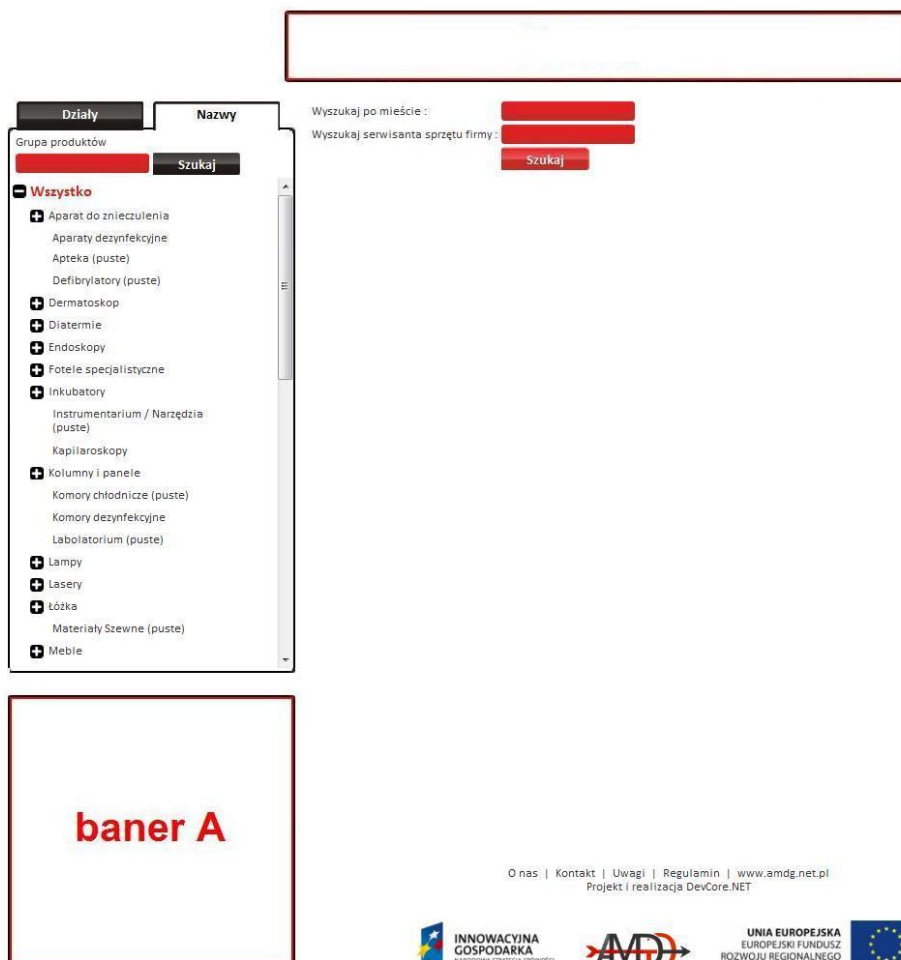 Działy
Nazwy
Grupa produktów
Szukaj
Wszystko
Aparat do znieczulenia
Aparaty dezynfekcyjne
Apteka (puste)
Defibrylatory (puste)
Dermatoskop
Diatermie
Endoskopy
Fotele specjalistyczne
Inkubatory
Instrumentarium / Narzędzia
(puste)
Kapilaroskopy
Kolumny i panele
Komory chłodnicze (puste)
Komory dezynfekcyjne
Labolatorium (puste)
Lampy
Lasery
Łóżka
Materiały Szewne (puste)
Meble
Wyszukaj po mieście :
Wyszukaj serwisanta sprzętu firmy :
Szukaj
baner A
O nas | Kontakt | Uwagi | Regulamin | www.amdg.net.pl
Projekt i realizacja DevCore.NET
INNOWACYJNA
GOSPODARKA
UNIA EUROPEJSKA
EUROPEJSKI FUNDUSZ
ROZWOJU REGIONALNEGO